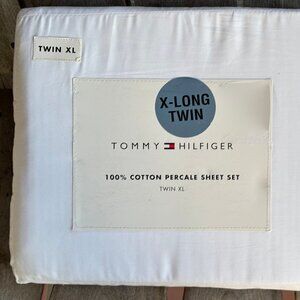 TWIN XL
X-LONG
TWIN
TOMMY HILFIGER
100% COTTON PERCALE SHEET SET
TWIN XL